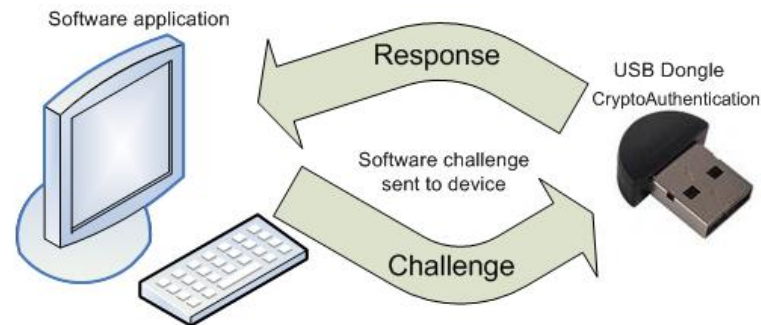 Software application
Response
USB Dongle
CryptoAuthentication
Software challenge
sent to device
Challenge